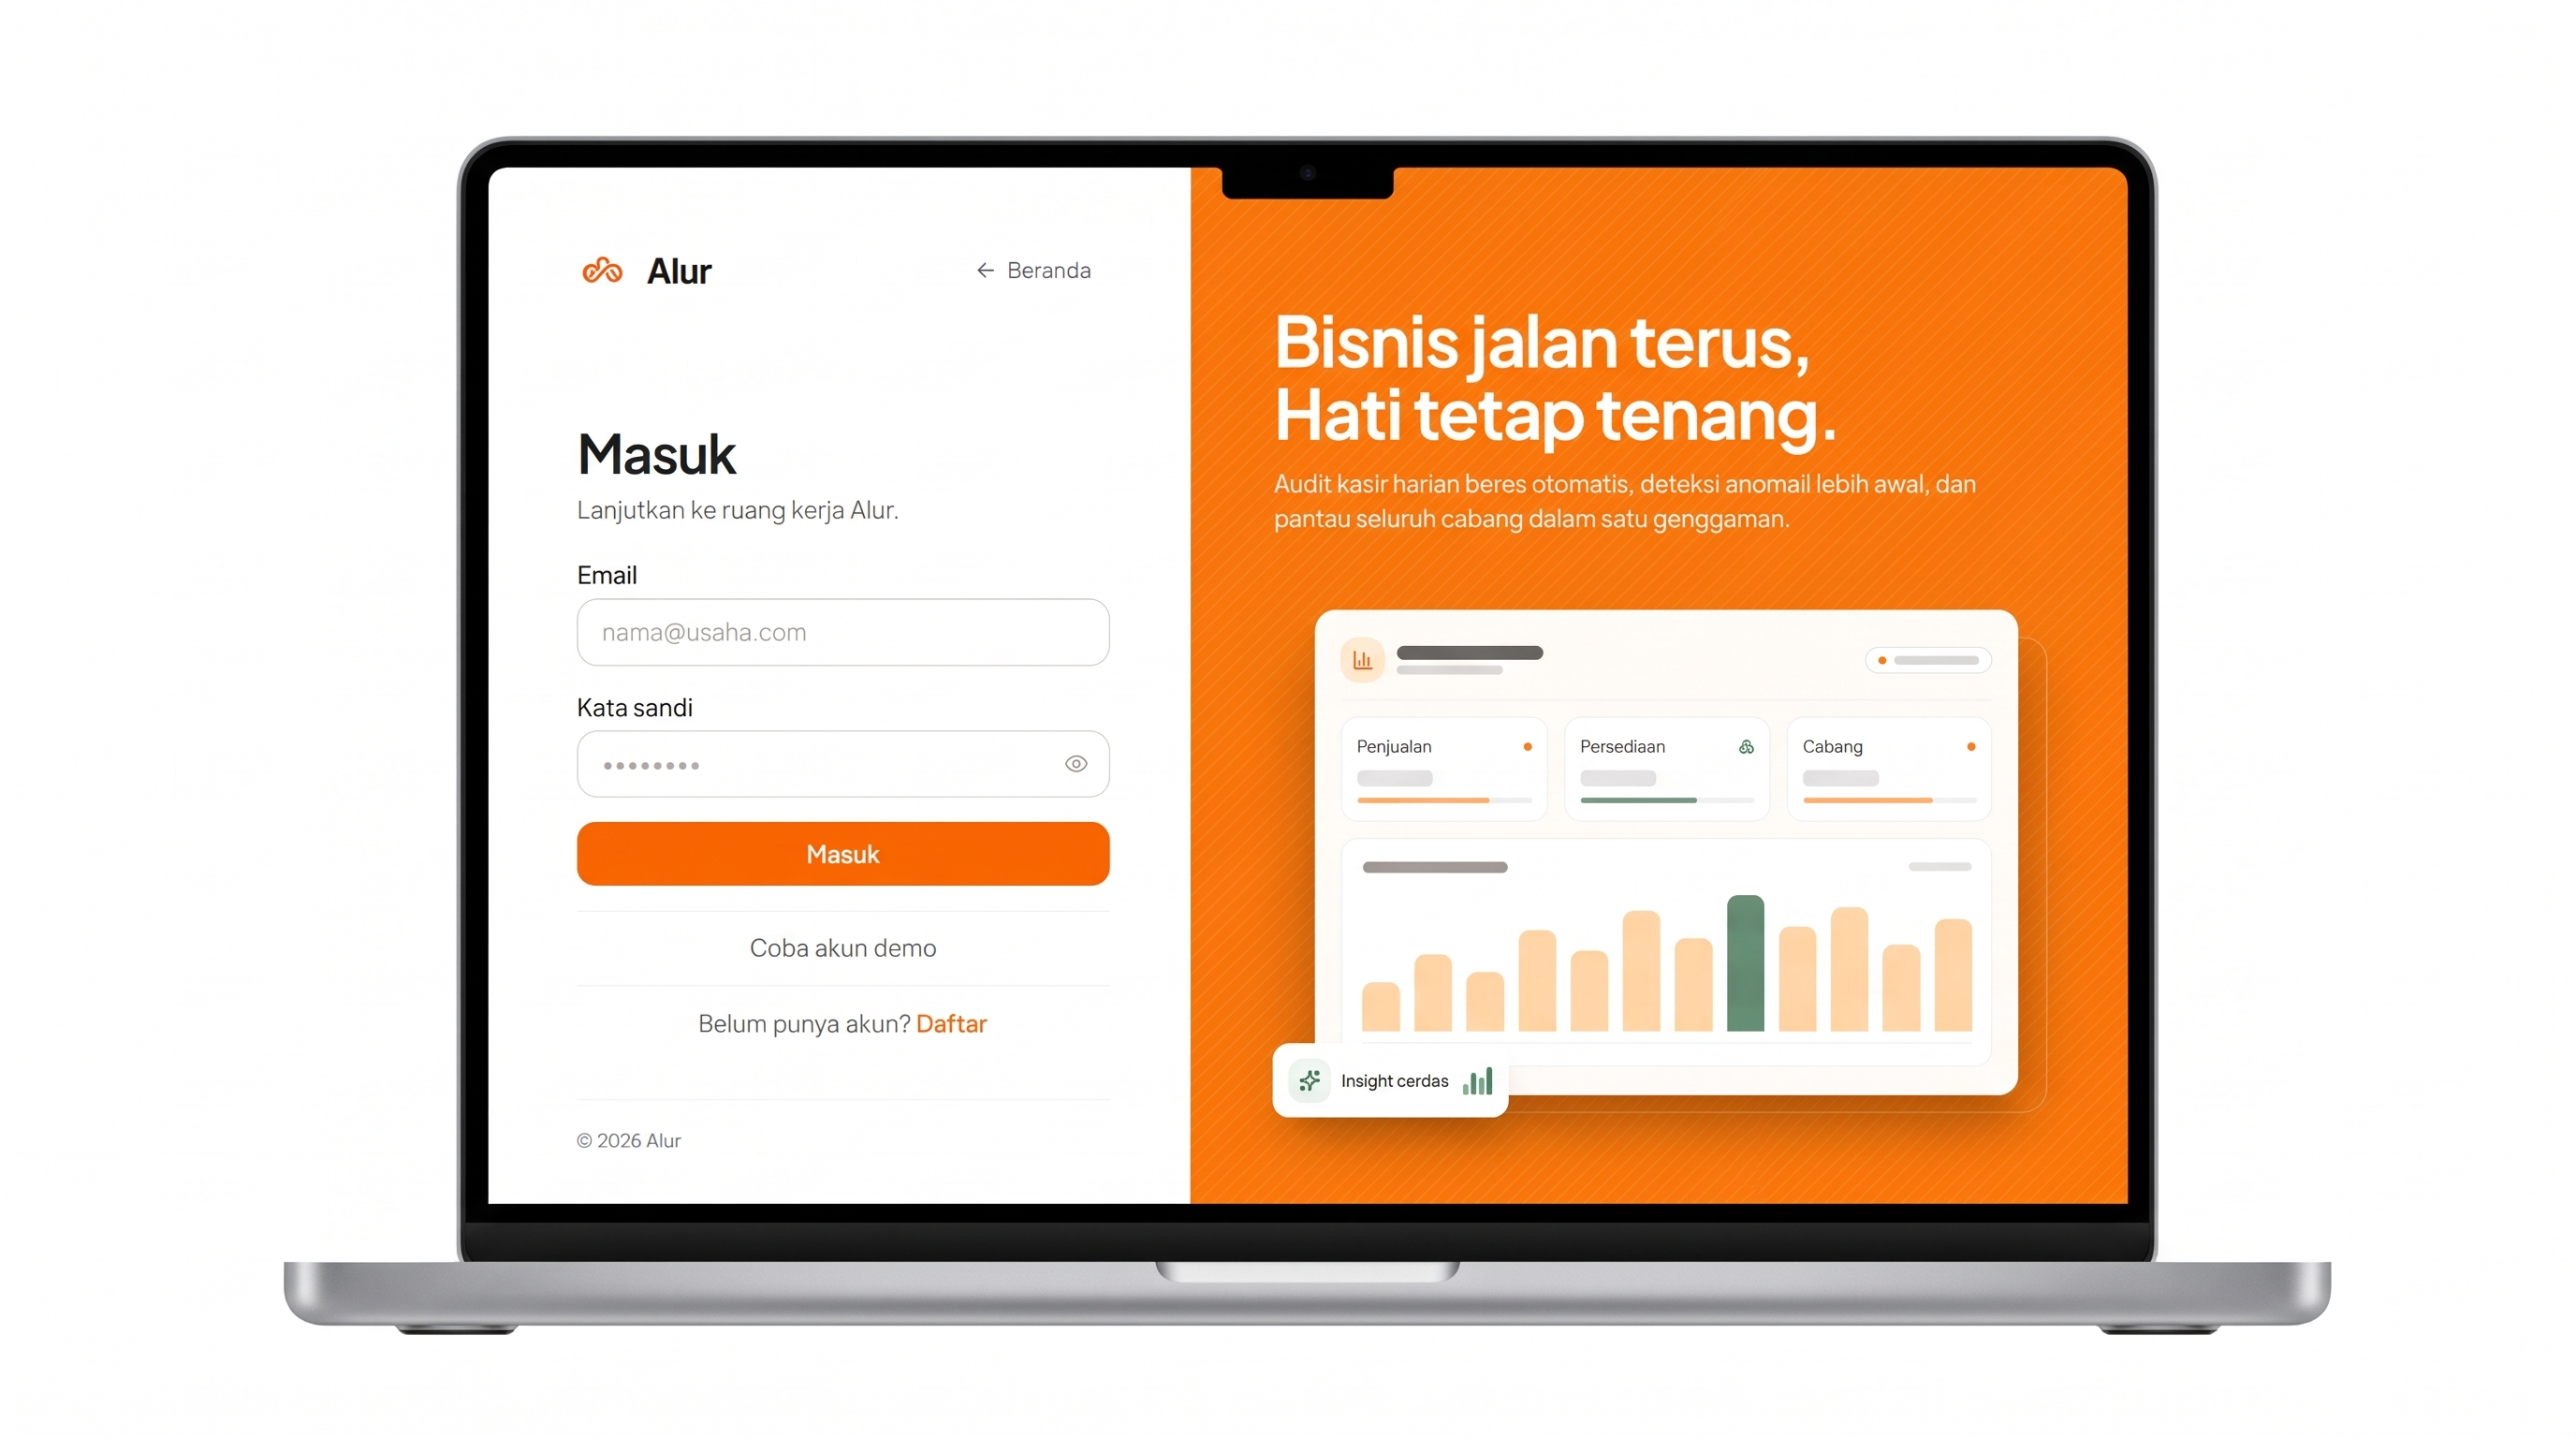 Alur
← Beranda
Masuk
Lanjutkan ke ruang kerja Alur.
Email
nama@usaha.com
Kata sandi
••••••••
Masuk
Coba akun demo
Belum punya akun? Daftar
© 2026 Alur
Bisnis jalan terus,
Hati tetap tenang.
Audit kasir harian beres otomatis, deteksi anomail lebih awal, dan
pantau seluruh cabang dalam satu genggaman.
Penjualan
Persediaan
Cabang
Insight cerdas